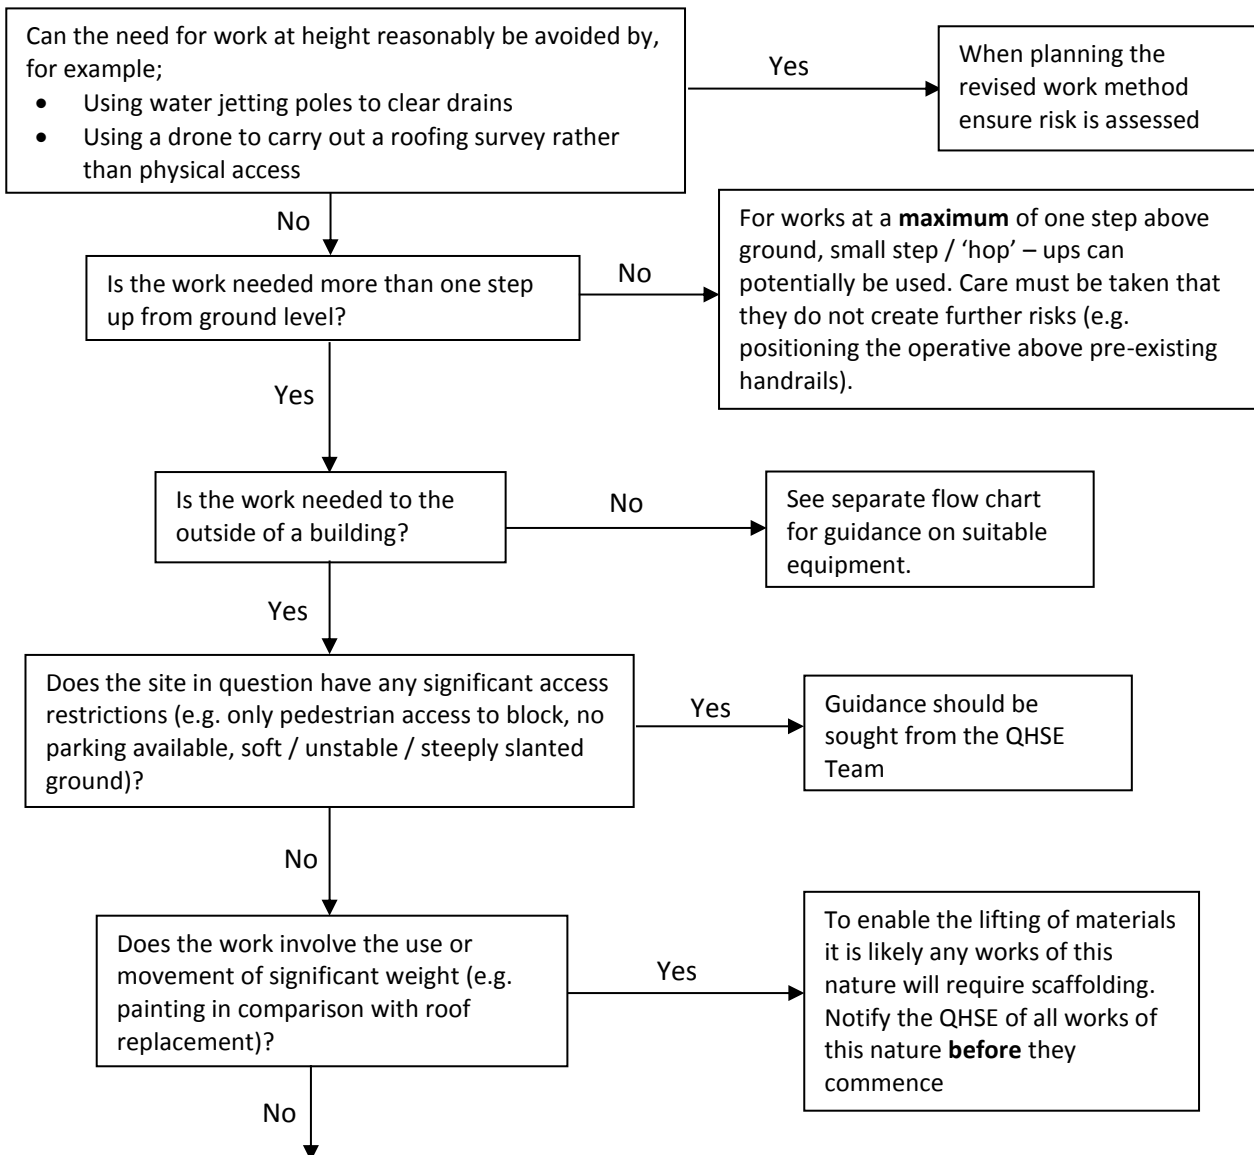 Can the need for work at height reasonably be avoided by,
for example;
• Using water jetting poles to clear drains
• Using a drone to carry out a roofing survey rather
than physical access
Yes
When planning the
revised work method
ensure risk is assessed
No
Is the work needed more than one step
up from ground level?
No
For works at a maximum of one step above
ground, small step / ‘hop’ – ups can
potentially be used. Care must be taken that
they do not create further risks (e.g.
positioning the operative above pre-existing
handrails).
Yes
Is the work needed to the
outside of a building?
No
See separate flow chart
for guidance on suitable
equipment.
Yes
Does the site in question have any significant access
restrictions (e.g. only pedestrian access to block, no
parking available, soft / unstable / steeply slanted
ground)?
Yes
Guidance should be
sought from the QHSE
Team
No
Does the work involve the use or
movement of significant weight (e.g.
painting in comparison with roof
replacement)?
Yes
To enable the lifting of materials
it is likely any works of this
nature will require scaffolding.
Notify the QHSE of all works of
this nature before they
commence
No